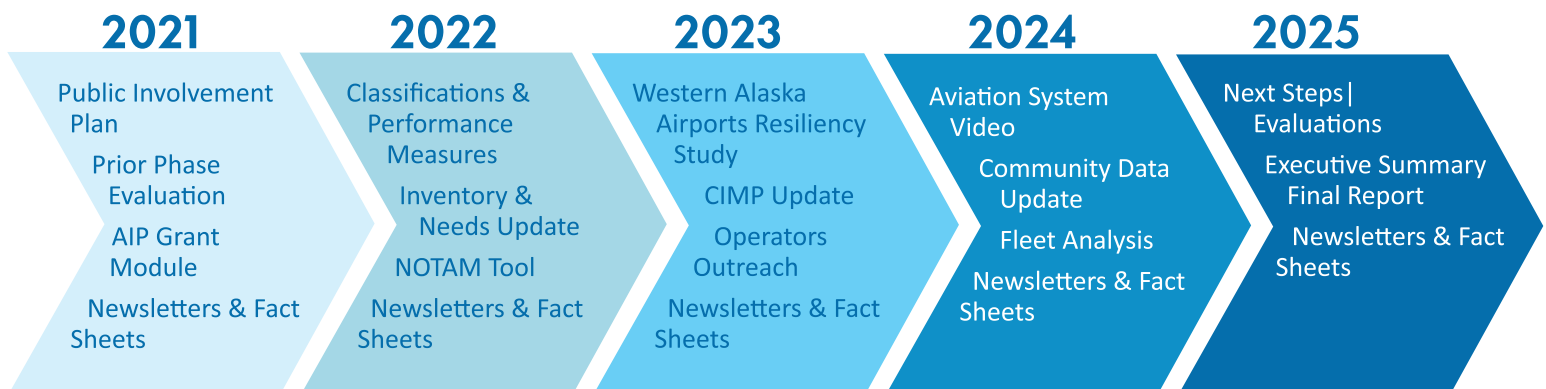 2021
Public Involvement
Plan
Prior Phase
Evaluation
AIP Grant
Module
Newsletters & Fact
Sheets
2022
Classifications &
Performance
Measures
Inventory &
Needs Update
NOTAM Tool
Newsletters & Fact
Sheets
2023
Western Alaska
Airports Resiliency
Study
CIMP Update
Operators
Outreach
Newsletters & Fact
Sheets
2024
Aviation System
Video
Community Data
Update
Fleet Analysis
Newsletters & Fact
Sheets
2025
Next Steps|
Evaluations
Executive Summary
Final Report
Newsletters & Fact
Sheets